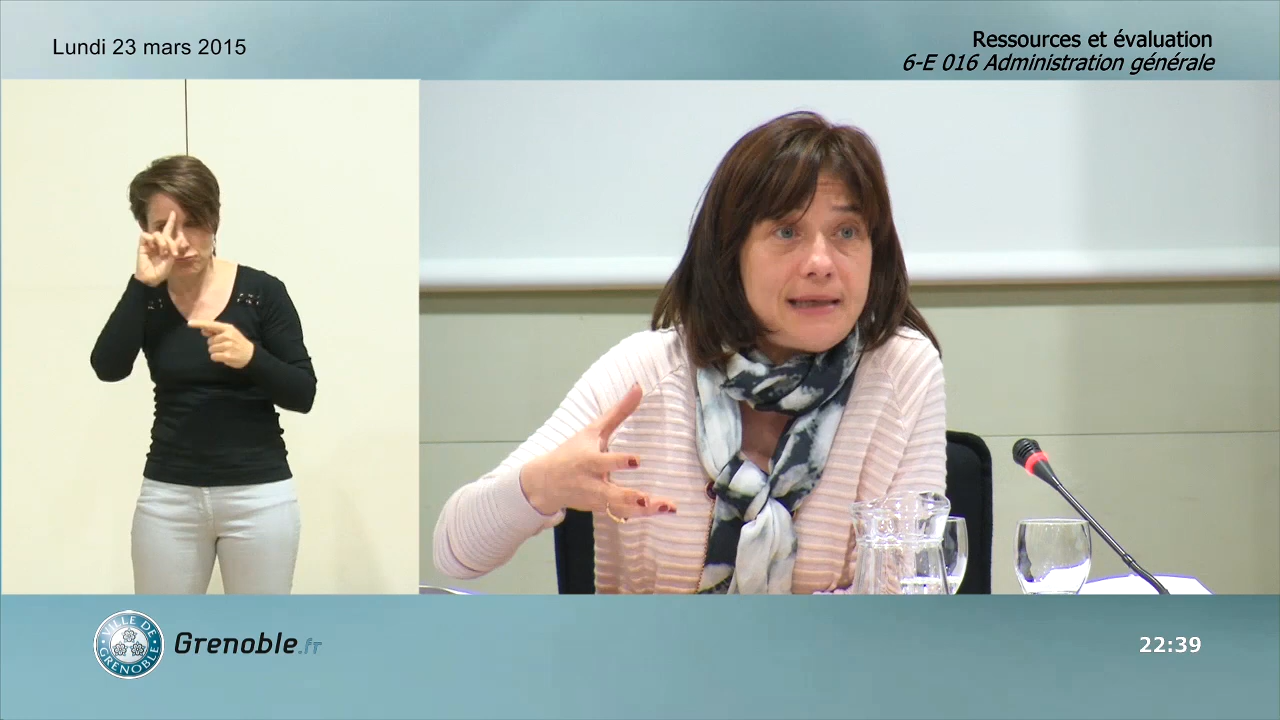 Lundi 23 mars 2015
Ressources et évaluation
6-E 016 Administration générale
VILLE DE
GRENOBLE
Grenoble.fr
22:39